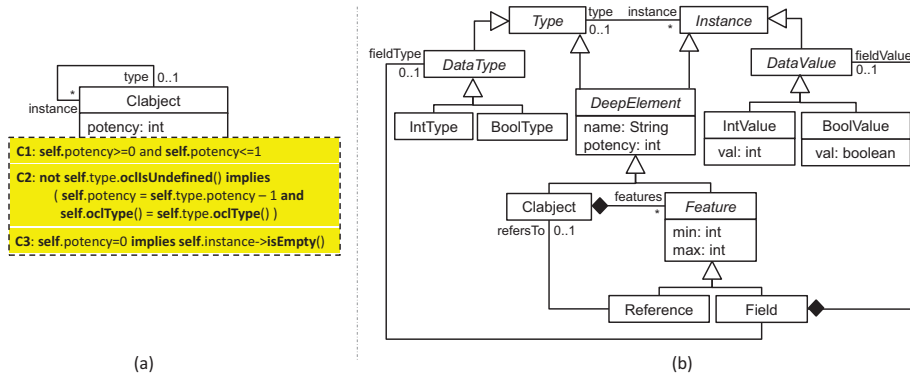 type 0..1
*
instance
Clabject
potency: int
C1: self.potency>=0 and self.potency<=1
C2: not self.type.oclIsUndefined() implies
( self.potency = self.type.potency – 1 and
self.oclType() = self.type.oclType() )
C3: self.potency=0 implies self.instance->isEmpty()
(a)
Type
type
0..1
instance
*
Instance
fieldType
0..1
DataType
DataValue
fieldValue
0..1
IntType
BoolType
DeepElement
name: String
potency: int
IntValue
val: int
BoolValue
val: boolean
Clabject
features
*
Feature
min: int
max: int
refersTo
0..1
Reference
Field
(b)